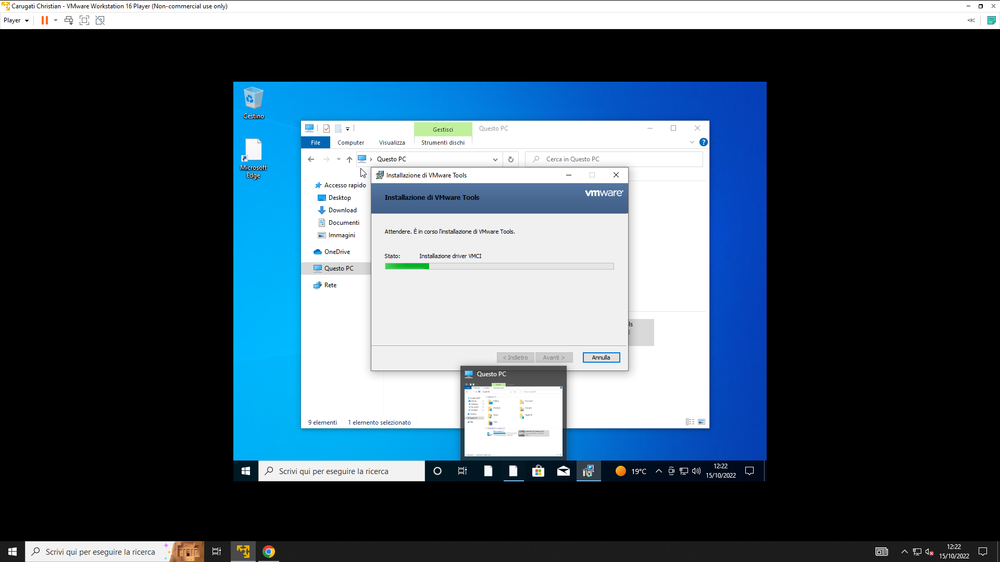 Carugati Christian - VMware Workstation 16 Player (Non-commercial use only)
Player
Cestino
Microsoft
Edge
Gestisci
Questo PC
File
Computer
Visualizza
Strumenti dischi
Questo PC
Cerca in Questo PC
Accesso rapido
Desktop
Download
Documenti
Immagini
OneDrive
Questo PC
Rete
9 elementi
1 elemento selezionato
Installazione di VMware Tools
Installazione di VMware Tools
vmware
Attendere. È in corso l'installazione di VMware Tools.
Stato:
Installazione driver VMCI
< Indietro
Avanti >
Annulla
ls
Questo PC
Scrivi qui per eseguire la ricerca
19°C
12:22
15/10/2022
Scrivi qui per eseguire la ricerca
12:22
15/10/2022